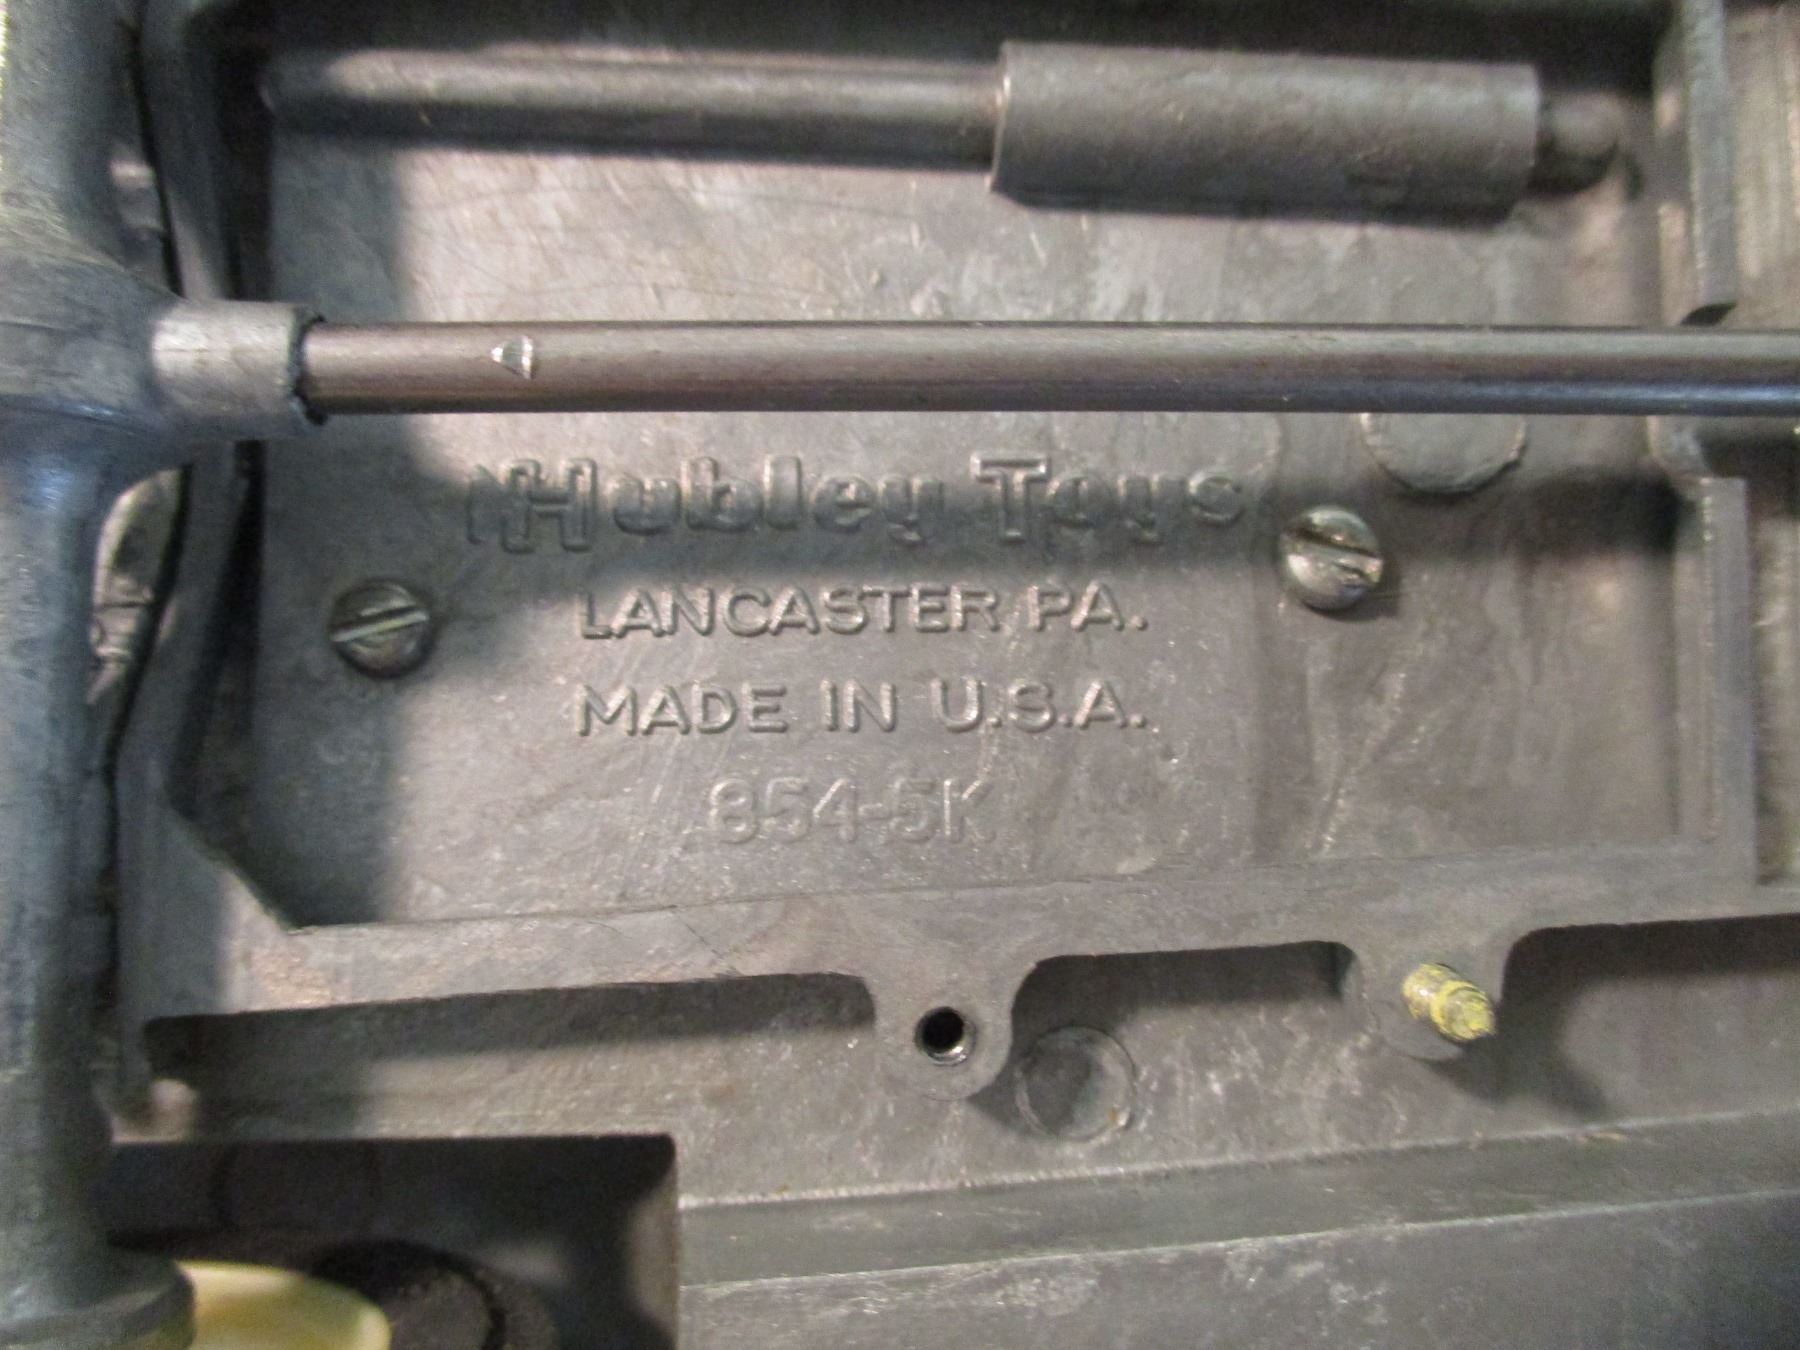 Hubley Toys
LANCASTER PA.
MADE IN U.S.A.
854-5K